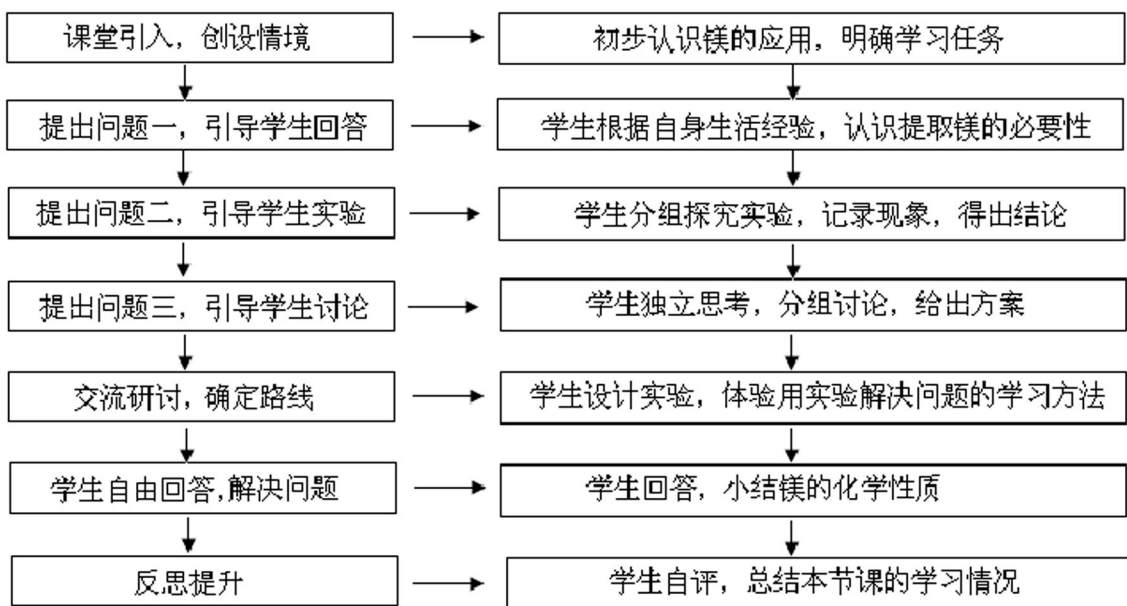 课堂引入，创设情境
初步认识镁的应用，明确学习任务
提出问题一，引导学生回答
学生根据自身生活经验，认识提取镁的必要性
提出问题二，引导学生实验
学生分组探究实验，记录现象，得出结论
提出问题三，引导学生讨论
学生独立思考，分组讨论，给出方案
交流研讨，确定路线
学生设计实验，体验用实验解决问题的学习方法
学生自由回答,解决问题
学生回答，小结镁的化学性质
反思提升
学生自评，总结本节课的学习情况